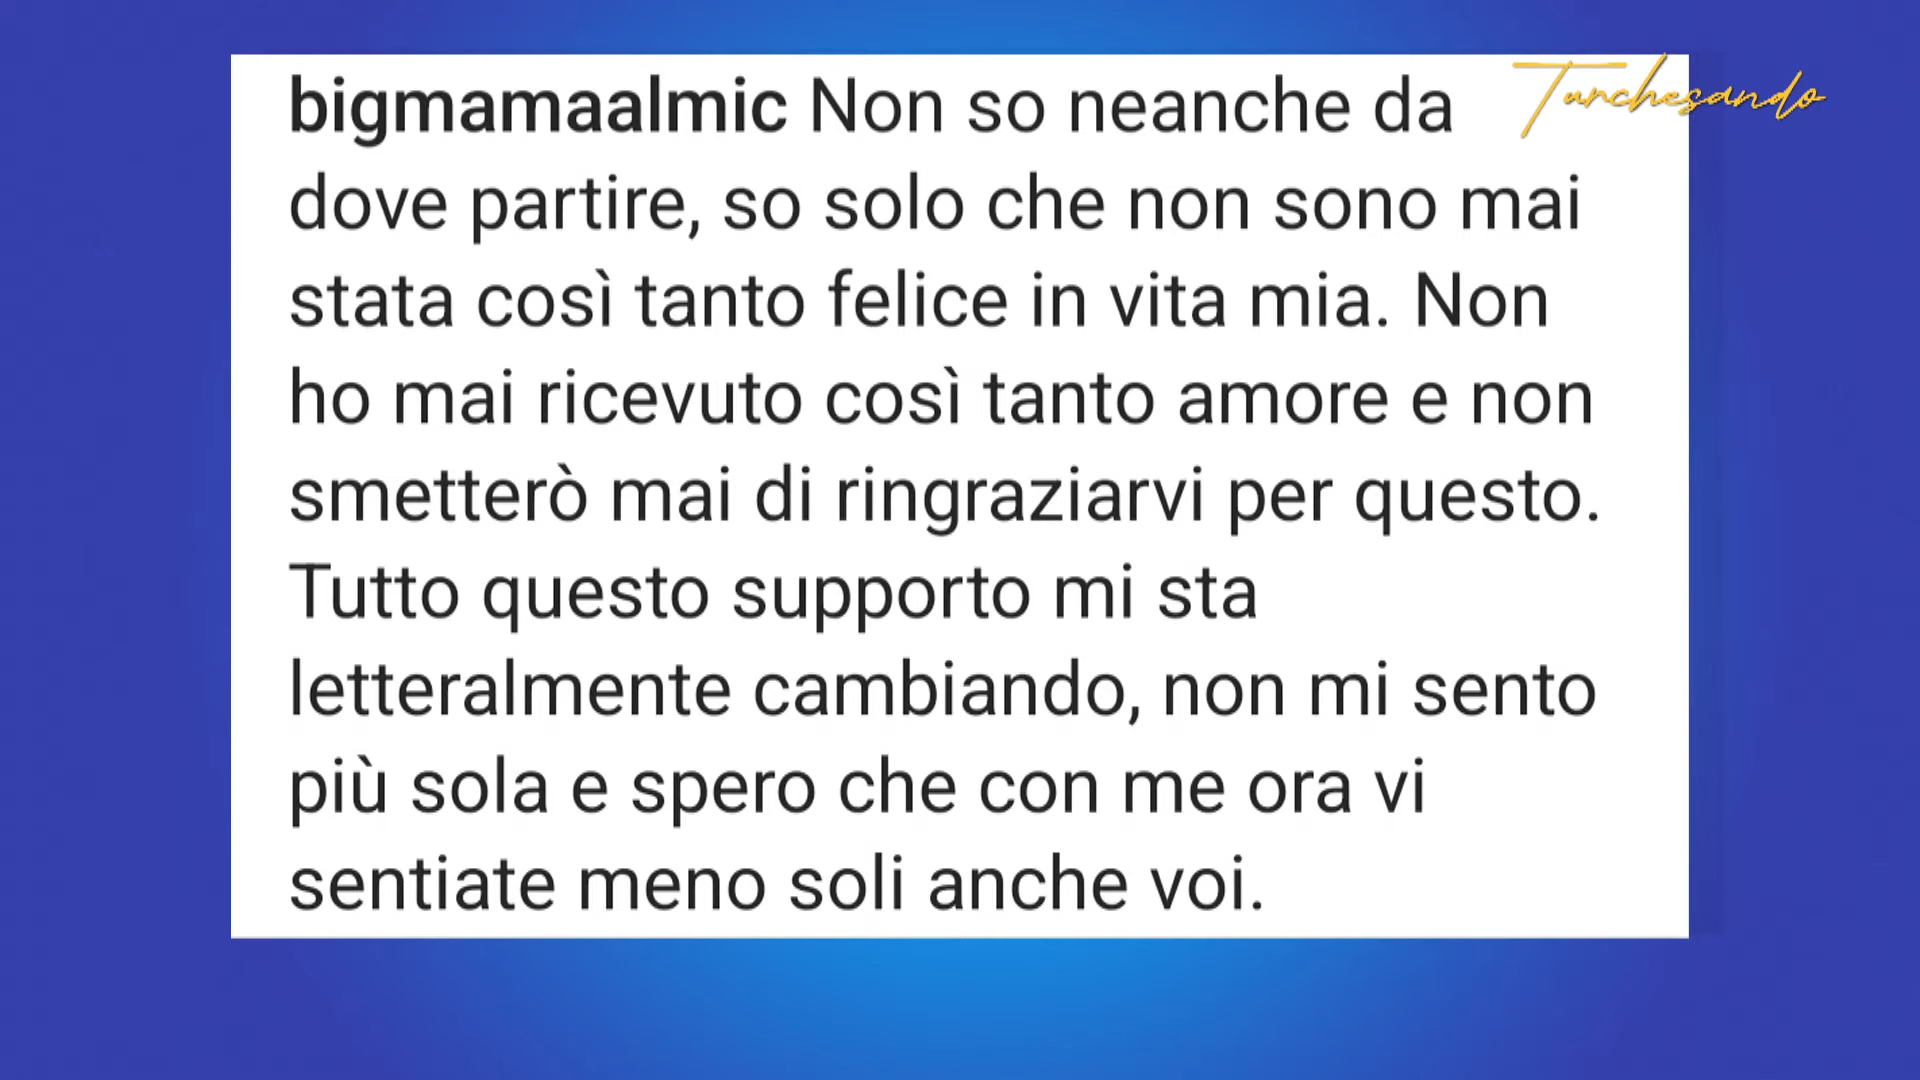 bigmamaalmic Non so neanche da
dove partire, so solo che non sono mai
stata così tanto felice in vita mia. Non
ho mai ricevuto così tanto amore e non
smetterò mai di ringraziarvi per questo.
Tutto questo supporto mi sta
letteralmente cambiando, non mi sento
più sola e spero che con me ora vi
sentiate meno soli anche voi.
Tunchesando